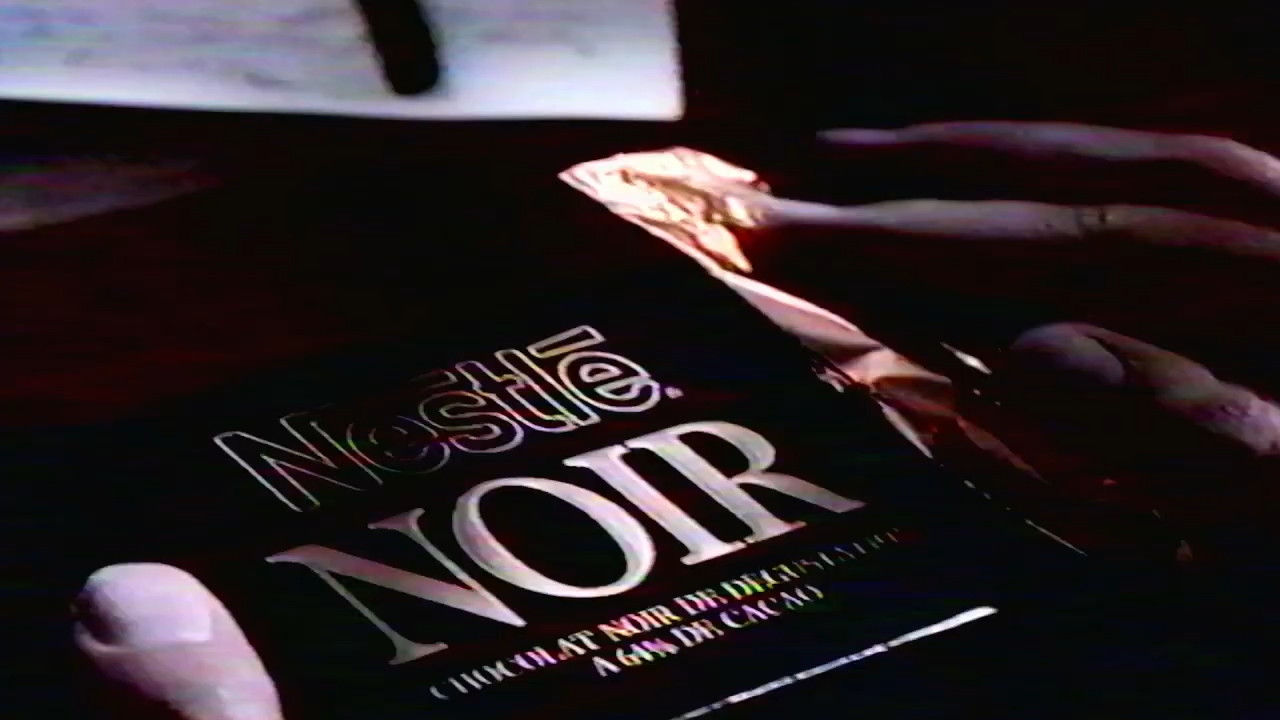 Nestlé
NOIR
CHOCOLAT NOIR DE DÉGUSTATION
A 64% DE CACAO